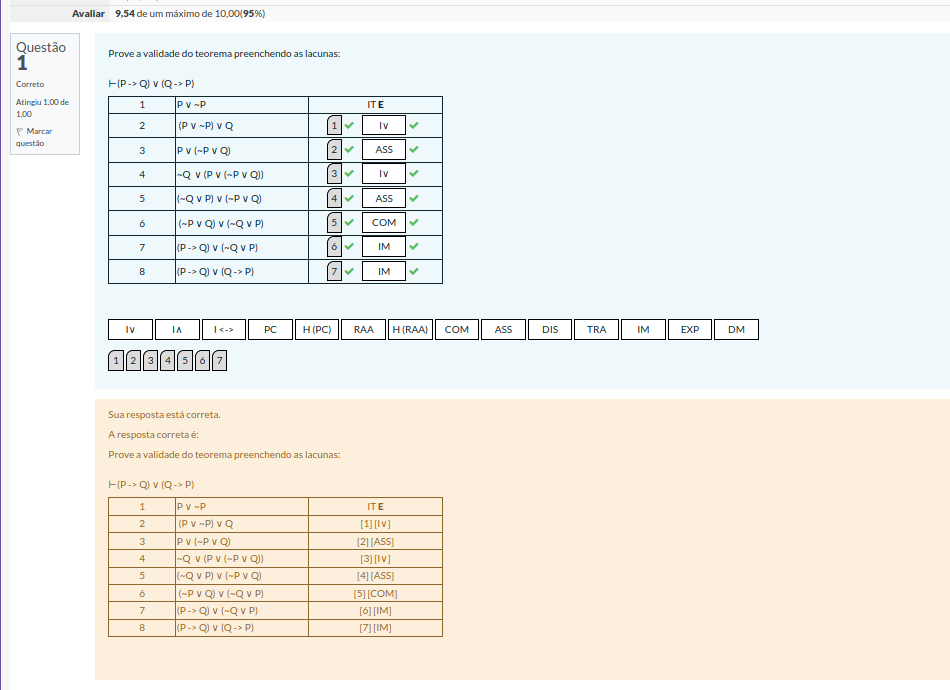 Avaliar 9,54 de um máximo de 10,00(95%)
Questão
1
Correto
Atingiu 1,00 de
1,00
Marcar
questão
Prove a validade do teorema preenchendo as lacunas:
⊢(P -> Q) ∨ (Q -> P)
1 P ∨ ~P IT E
2 (P ∨ ~P) ∨ Q 1 I∨
3 P ∨ (~P ∨ Q) 2 ASS
4 ~Q ∨ (P ∨ (~P ∨ Q)) 3 I∨
5 (~Q ∨ P) ∨ (~P ∨ Q) 4 ASS
6 (~P ∨ Q) ∨ (~Q ∨ P) 5 COM
7 (P -> Q) ∨ (~Q ∨ P) 6 IM
8 (P -> Q) ∨ (Q -> P) 7 IM
I∨ I∧ I <-> PC H (PC) RAA H (RAA) COM ASS DIS TRA IM EXP DM
1 2 3 4 5 6 7
Sua resposta está correta.
A resposta correta é:
Prove a validade do teorema preenchendo as lacunas:
⊢(P -> Q) ∨ (Q -> P)
1 P ∨ ~P IT E
2 (P ∨ ~P) ∨ Q [1] [I∨]
3 P ∨ (~P ∨ Q) [2] [ASS]
4 ~Q ∨ (P ∨ (~P ∨ Q)) [3] [I∨]
5 (~Q ∨ P) ∨ (~P ∨ Q) [4] [ASS]
6 (~P ∨ Q) ∨ (~Q ∨ P) [5] [COM]
7 (P -> Q) ∨ (~Q ∨ P) [6] [IM]
8 (P -> Q) ∨ (Q -> P) [7] [IM]